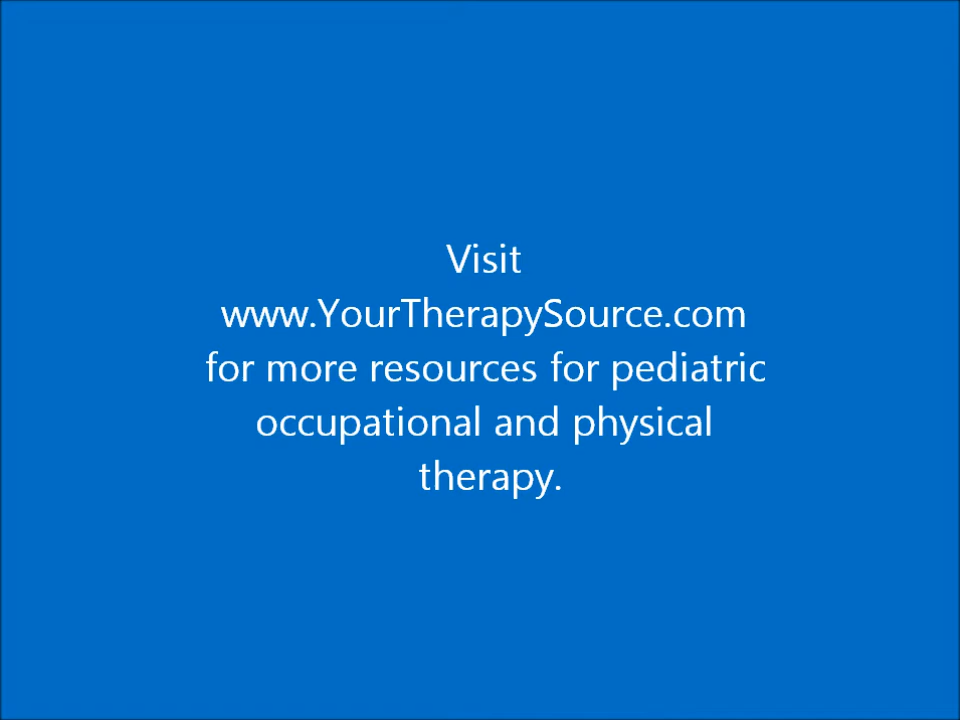 Visit
www.YourTherapySource.com
for more resources for pediatric
occupational and physical
therapy.